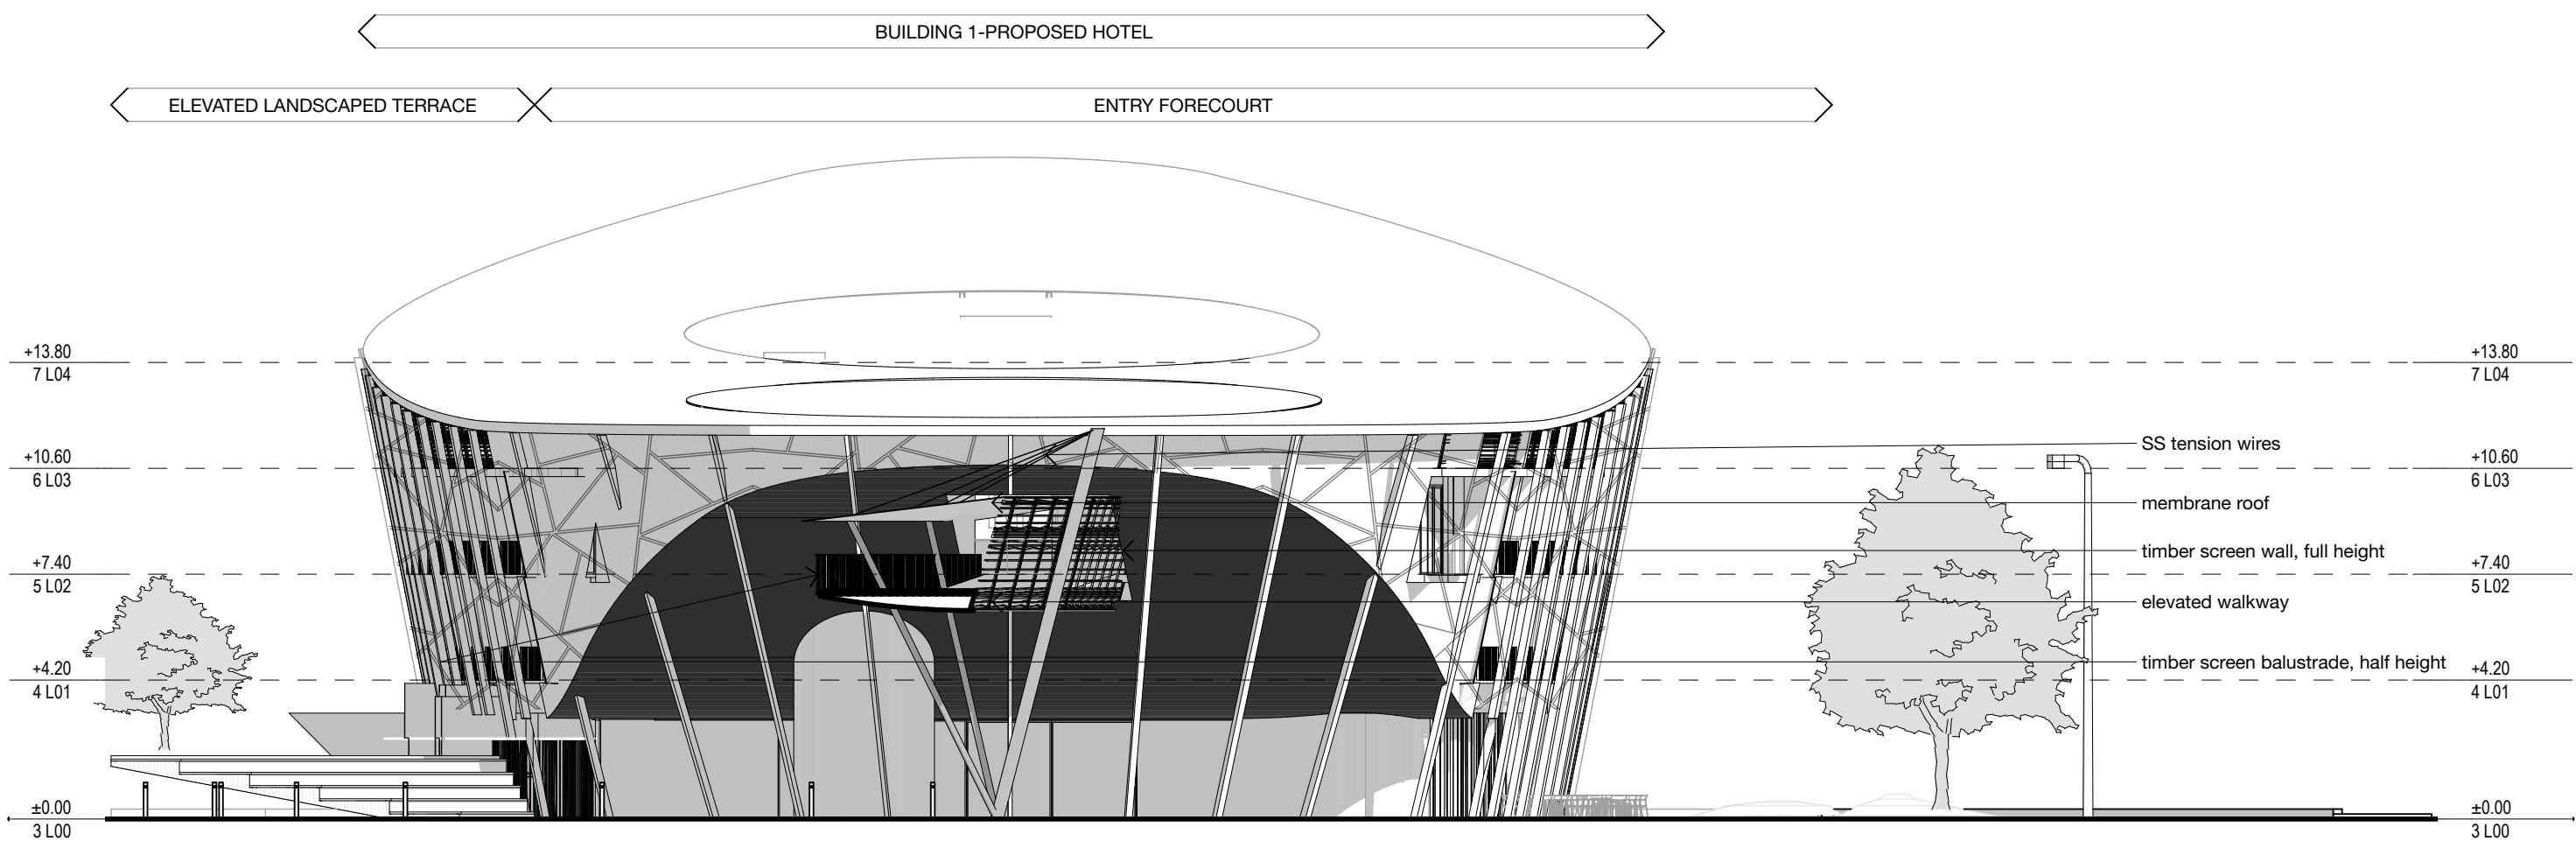 BUILDING 1-PROPOSED HOTEL
ELEVATED LANDSCAPED TERRACE
ENTRY FORECOURT
+13.80
7 L04
+10.60
6 L03
+7.40
5 L02
+4.20
4 L01
±0.00
3 L00
SS tension wires
membrane roof
timber screen wall, full height
elevated walkway
timber screen balustrade, half height
+13.80
7 L04
+10.60
6 L03
+7.40
5 L02
+4.20
4 L01
±0.00
3 L00